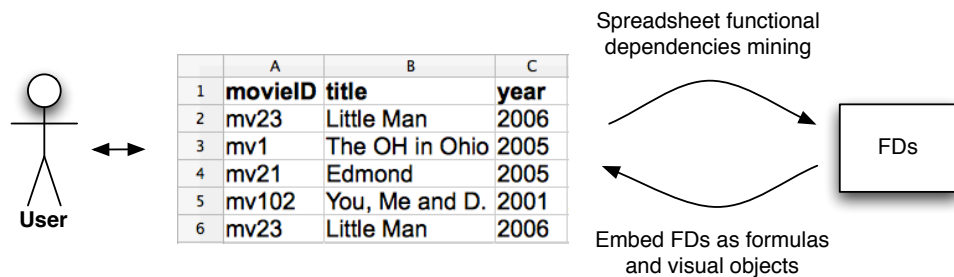 Spreadsheet functional
dependencies mining
A B C
1 movieID title year
2 mv23 Little Man 2006
3 mv1 The OH in Ohio 2005
4 mv21 Edmond 2005
5 mv102 You, Me and D. 2001
6 mv23 Little Man 2006
User
FDs
Embed FDs as formulas
and visual objects